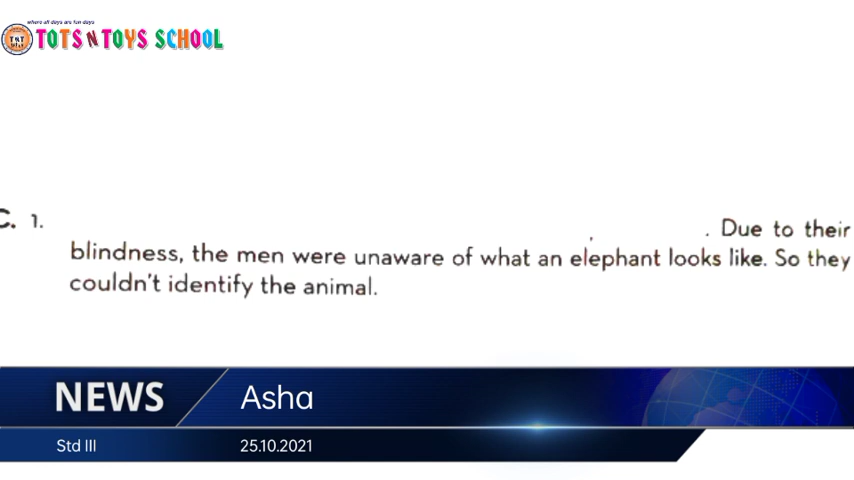 where all days are fun days
TOTS N TOYS SCHOOL
C. 1.
. Due to their
blindness, the men were unaware of what an elephant looks like. So they
couldn't identify the animal.
NEWS Asha
Std III 25.10.2021